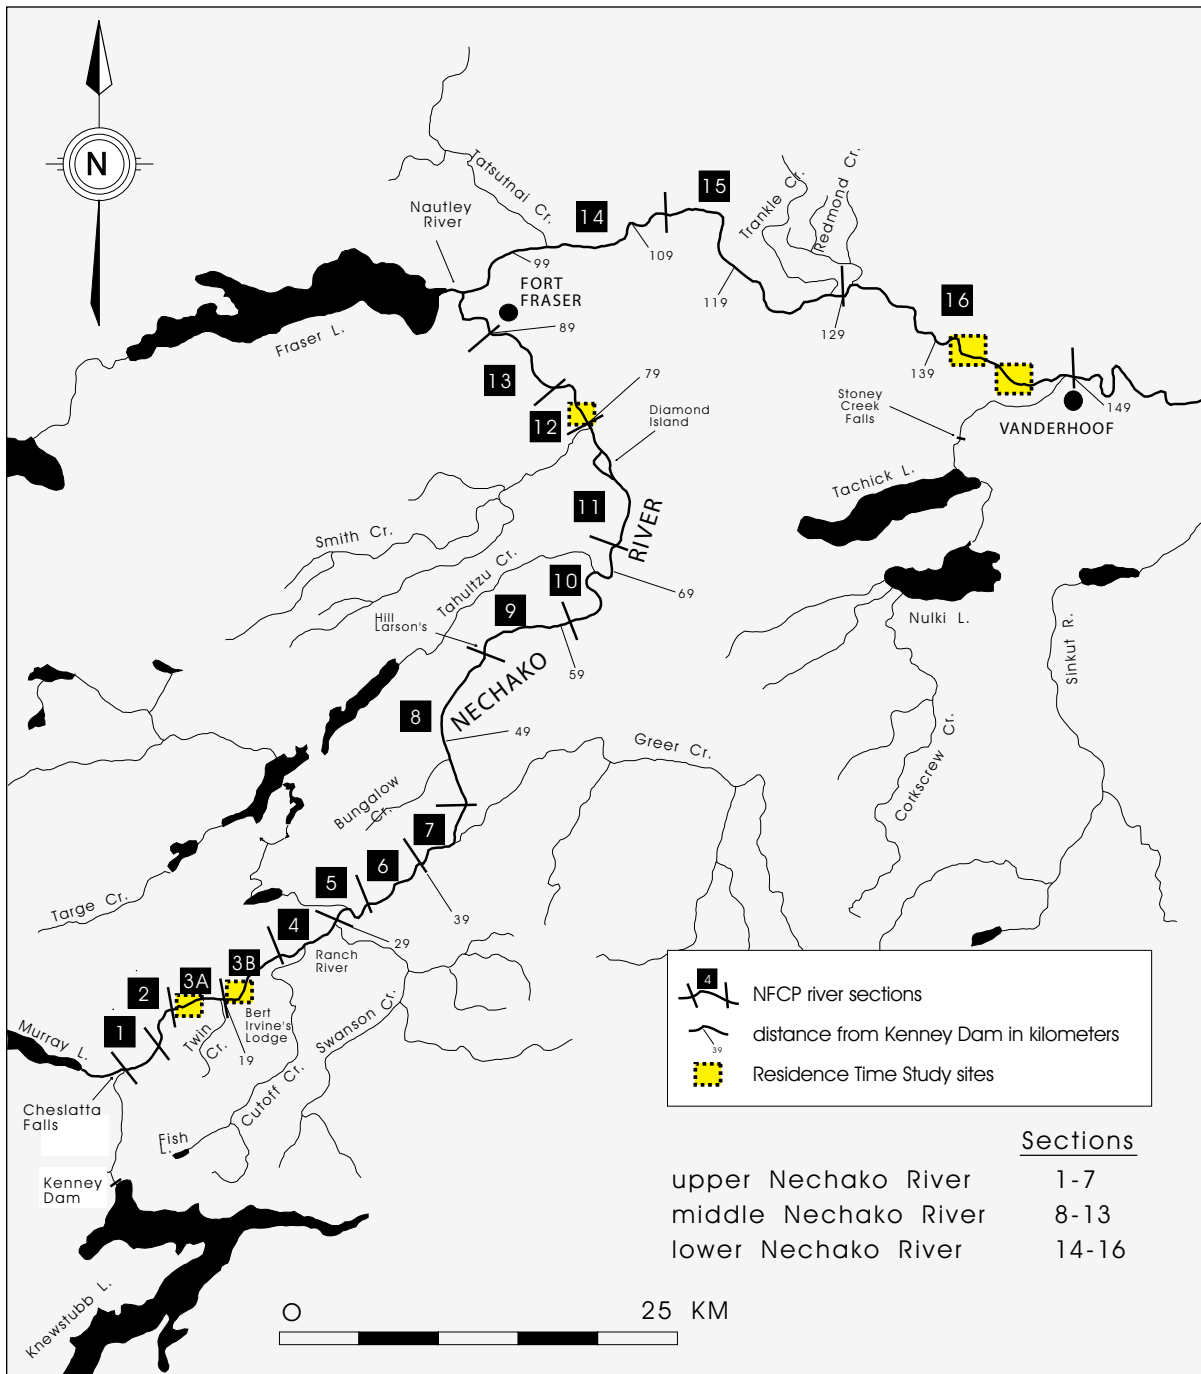 N
Tatsutnai Cr.
Nautley
River
14
15
109
99
FORT
FRASER
Fraser L.
89
Trankle Cr.
Redmond Cr.
119
129
16
139
149
Stoney
Creek
Falls
VANDERHOOF
13
79
12
Diamond
Island
11
RIVER
Tachick L.
Smith Cr.
Tahultzu Cr.
10
69
Hill
Larson's
9
59
NECHAKO
Nulki L.
Sinkut R.
8
49
Greer Cr.
Corkscrew Cr.
Bungalow
Cr.
7
6
5
39
Targe Cr.
4
29
Ranch
River
3B
3A
2
1
Murray L.
Twin
Cr.
Bert
Irvine's
Lodge
19
Swanson Cr.
Cutoff Cr.
Cheslatta
Falls
Fish
L.
Kenney
Dam
Knewstubb L.
4
NFCP river sections
distance from Kenney Dam in kilometers
39
Residence Time Study sites
Sections
upper Nechako River 1-7
middle Nechako River 8-13
lower Nechako River 14-16
O 25 KM